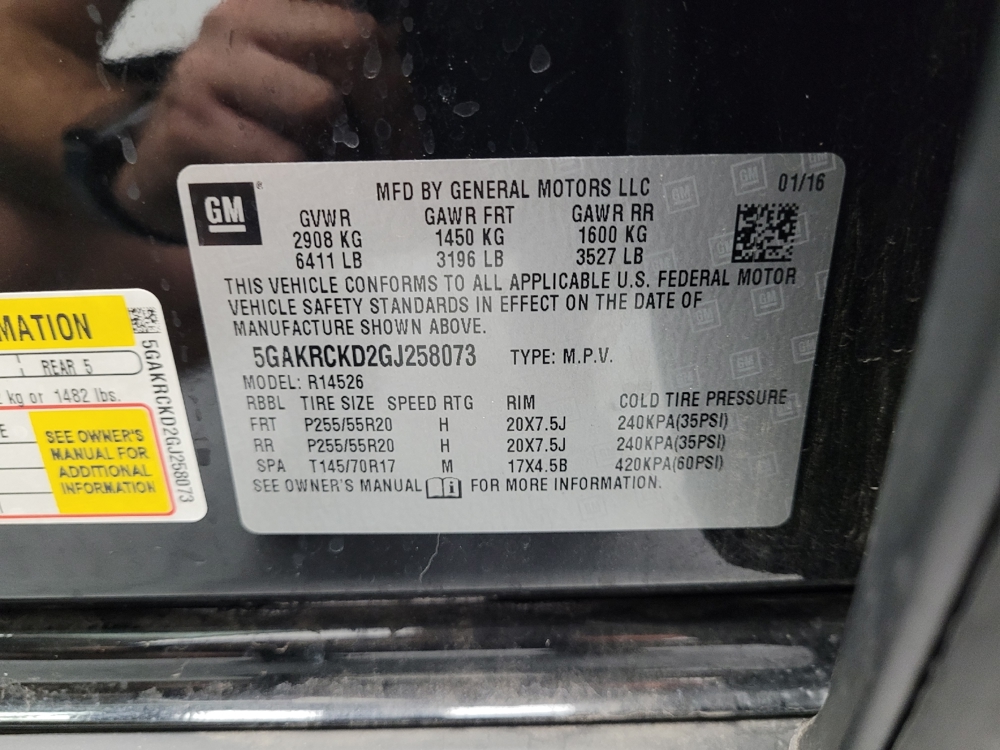 GM
MFD BY GENERAL MOTORS LLC
01/16
GVWR GAWR FRT GAWR RR
2908 KG 1450 KG 1600 KG
6411 LB 3196 LB 3527 LB
THIS VEHICLE CONFORMS TO ALL APPLICABLE U.S. FEDERAL MOTOR
VEHICLE SAFETY STANDARDS IN EFFECT ON THE DATE OF
MANUFACTURE SHOWN ABOVE.
5GAKRCKD2GJ258073 TYPE: M.P.V.
MODEL: R14526
RBBL TIRE SIZE SPEED RTG RIM COLD TIRE PRESSURE
FRT P255/55R20 H 20X7.5J 240KPA(35PSI)
RR P255/55R20 H 20X7.5J 240KPA(35PSI)
SPA T145/70R17 M 17X4.5B 420KPA(60PSI)
SEE OWNER'S MANUAL FOR MORE INFORMATION.
MATION
REAR 5
kg or 1482 lbs.
SEE OWNER'S
MANUAL FOR
ADDITIONAL
INFORMATION
5GAKRCKD2GJ258073